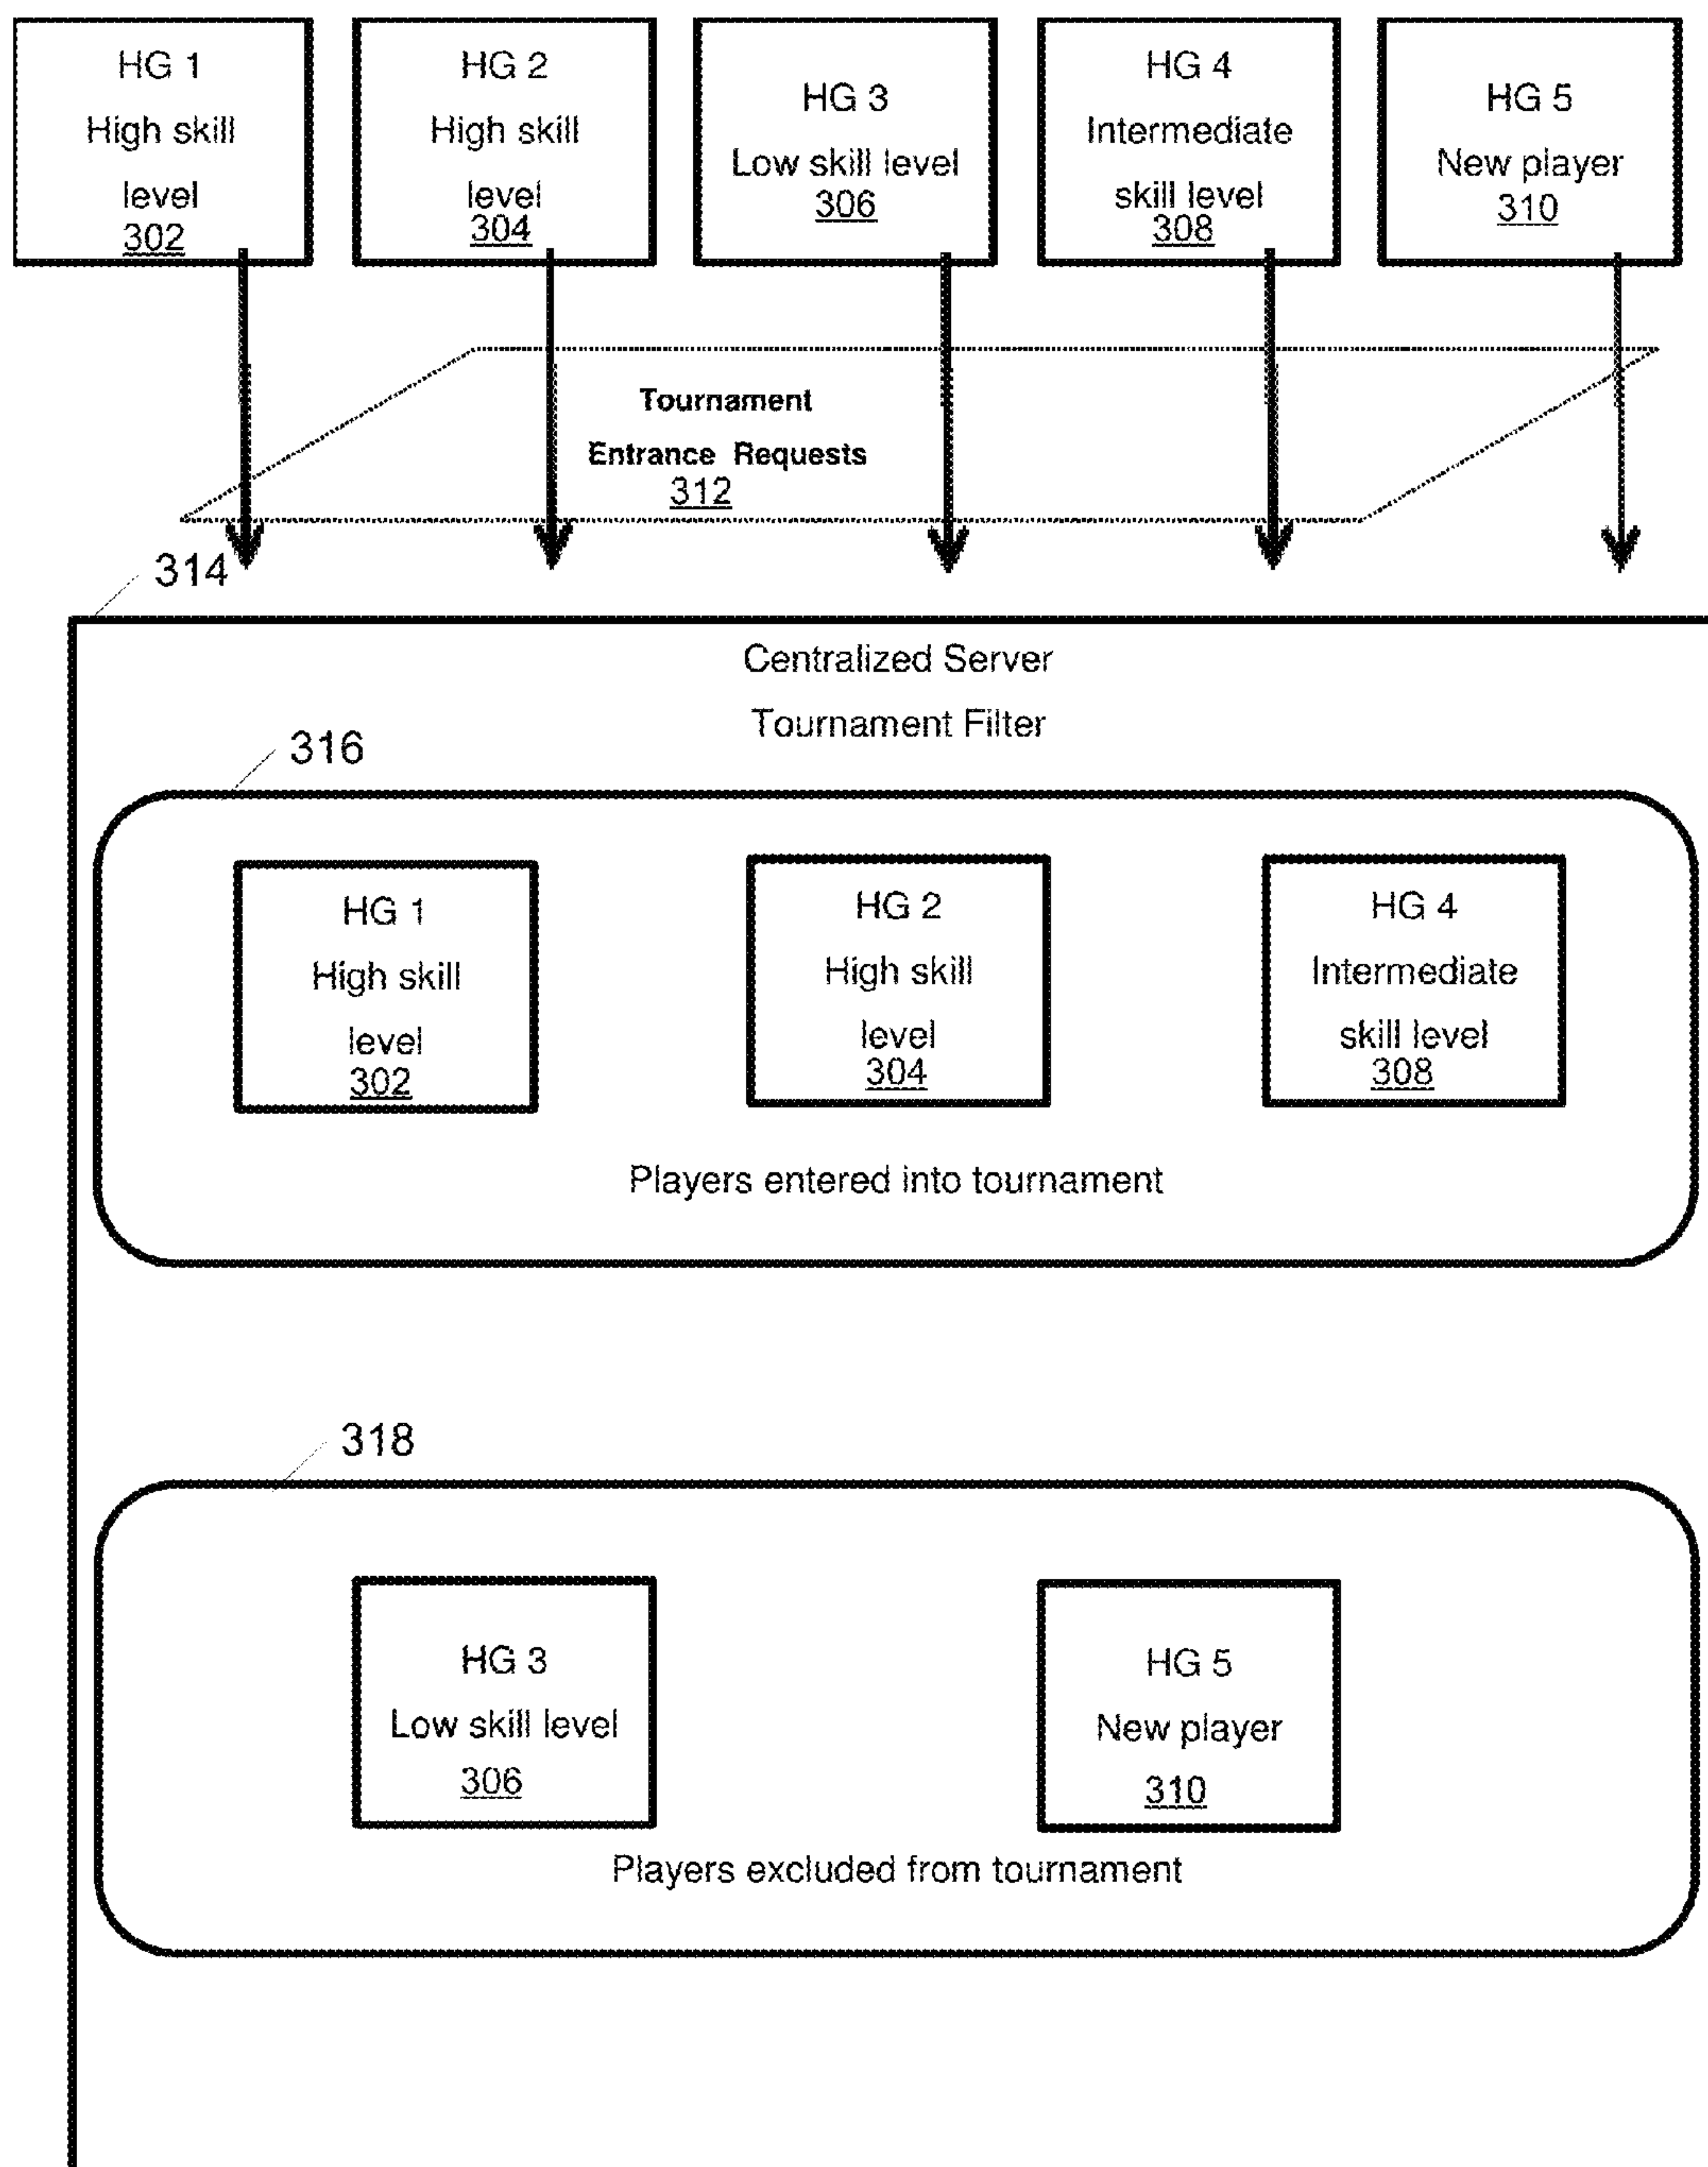 HG 1
High skill
level
302
HG 2
High skill
level
304
HG 3
Low skill level
306
HG 4
Intermediate
skill level
308
HG 5
New player
310
Tournament
Entrance Requests
312
314
Centralized Server
Tournament Filter
316
HG 1
High skill
level
302
HG 2
High skill
level
304
HG 4
Intermediate
skill level
308
Players entered into tournament
318
HG 3
Low skill level
306
HG 5
New player
310
Players excluded from tournament